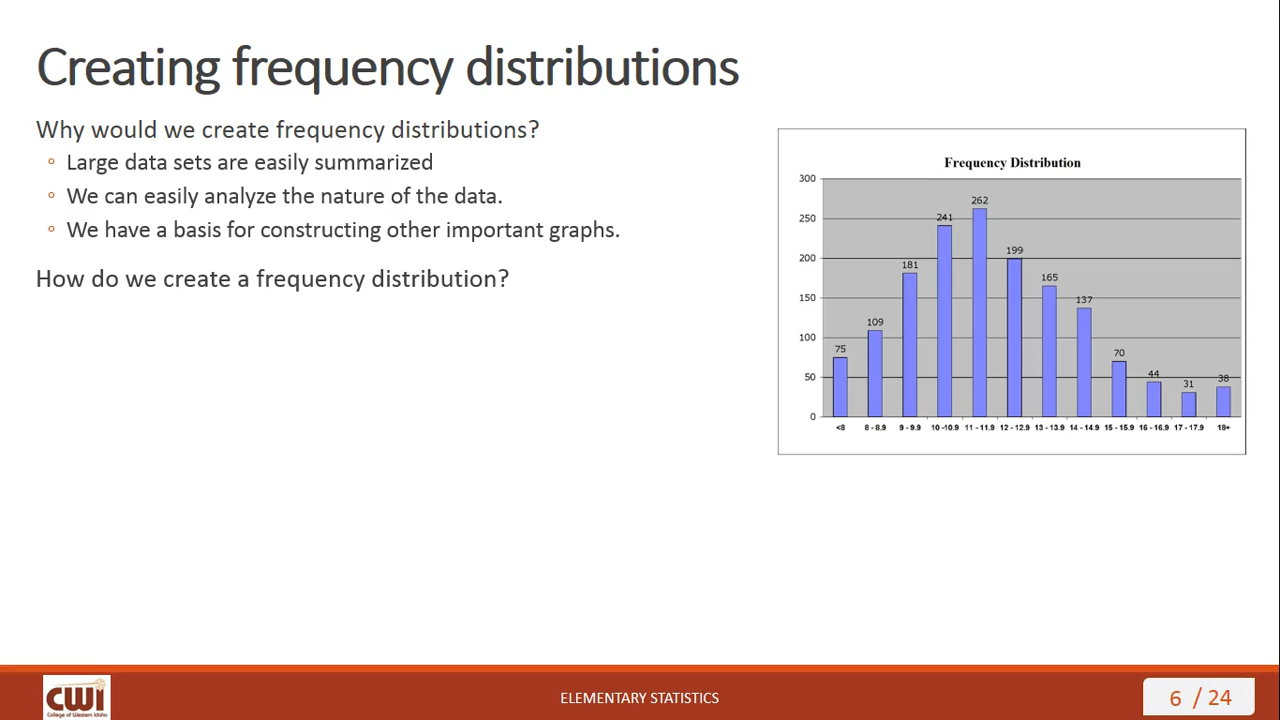 Creating frequency distributions
Why would we create frequency distributions?
◦ Large data sets are easily summarized
◦ We can easily analyze the nature of the data.
◦ We have a basis for constructing other important graphs.
How do we create a frequency distribution?
Frequency Distribution
300
250
200
150
100
50
0
75
109
181
241
262
199
165
137
70
44
31
38
<8 8 - 8.9 9 - 9.9 10 -10.9 11 - 11.9 12 - 12.9 13 - 13.9 14 - 14.9 15 - 15.9 16 - 16.9 17 - 17.9 18+
CWI
College of Western Idaho
ELEMENTARY STATISTICS
6 / 24